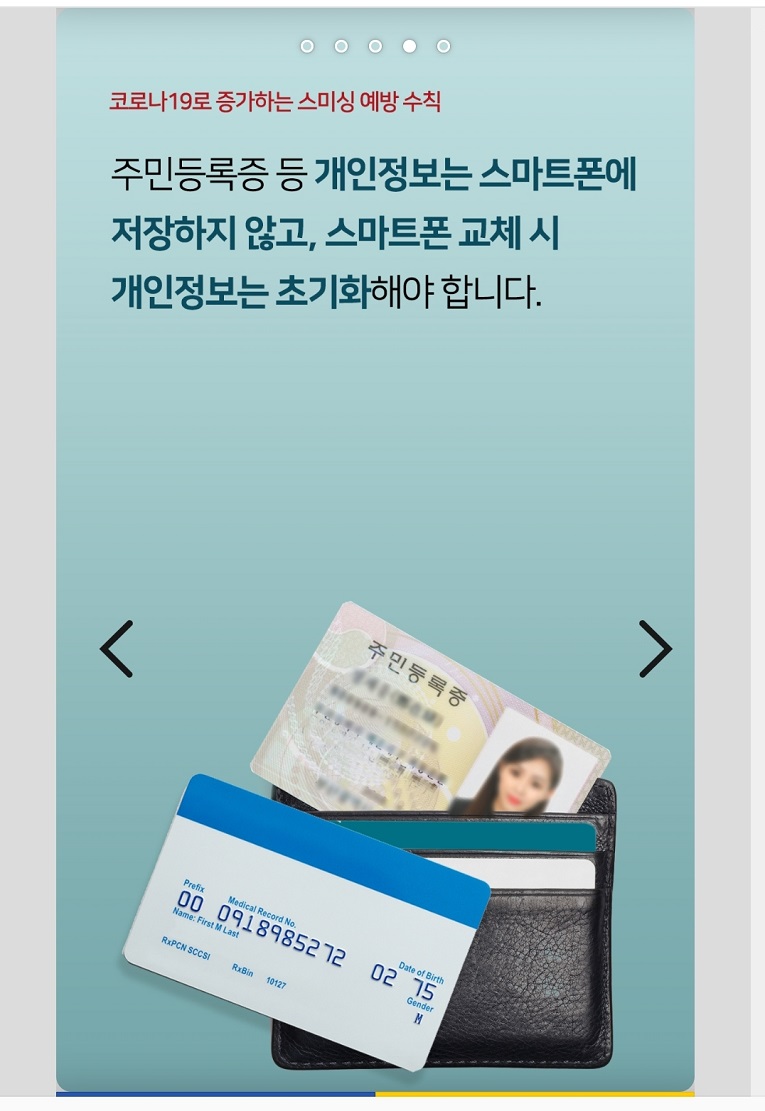 코로나19로 증가하는 스미싱 예방 수칙
주민등록증 등 개인정보는 스마트폰에
저장하지 않고, 스마트폰 교체 시
개인정보는 초기화해야 합니다.
주민등록증
Prefix
Medical Record No.
00 0918985272
Name: First M Last
RxPCN SCCSI
RxBin 10127
Date of Birth
02 75
Gender
M